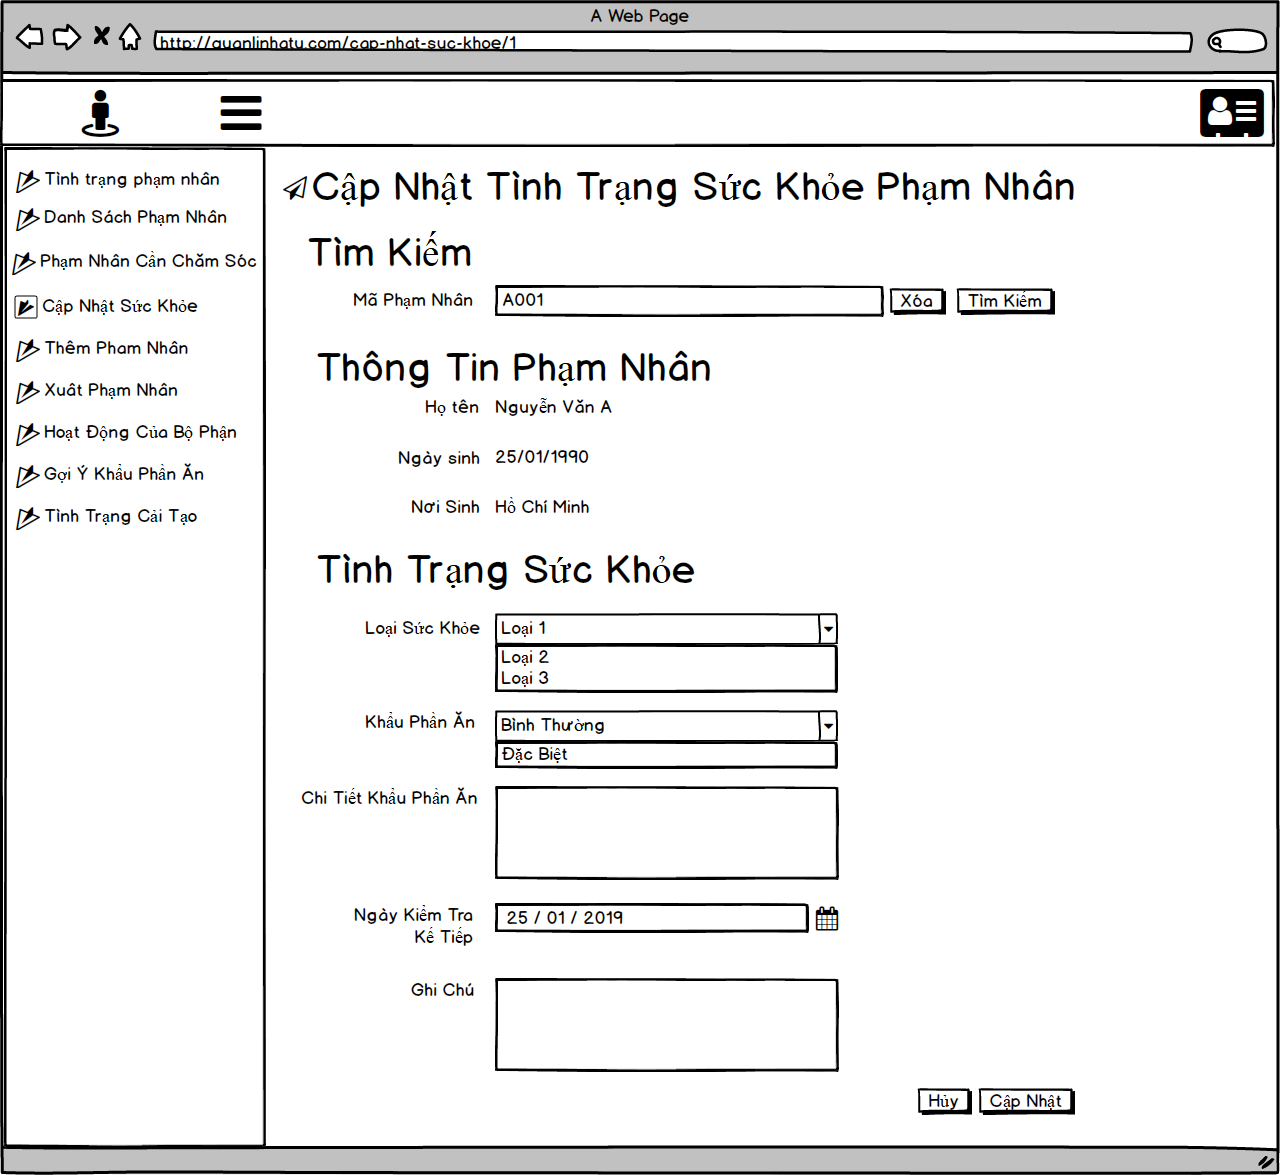 A Web Page
http://quanlinhatu.com/cap-nhat-suc-khoe/1
Tình trạng phạm nhân
Danh Sách Phạm Nhân
Phạm Nhân Cần Chăm Sóc
Cập Nhật Sức Khỏe
Thêm Pham Nhân
Xuât Phạm Nhân
Hoạt Động Của Bộ Phận
Gợi Ý Khẩu Phần Ăn
Tình Trạng Cải Tạo
Cập Nhật Tình Trạng Sức Khỏe Phạm Nhân
Tìm Kiếm
Mã Phạm Nhân A001 Xóa Tìm Kiếm
Thông Tin Phạm Nhân
Họ tên Nguyễn Văn A
Ngày sinh 25/01/1990
Nơi Sinh Hồ Chí Minh
Tình Trạng Sức Khỏe
Loại Sức Khỏe Loại 1
Loại 2
Loại 3
Khẩu Phần Ăn Bình Thường
Đặc Biệt
Chi Tiết Khẩu Phần Ăn
Ngày Kiểm Tra 25 / 01 / 2019
Kế Tiếp
Ghi Chú
Hủy Cập Nhật